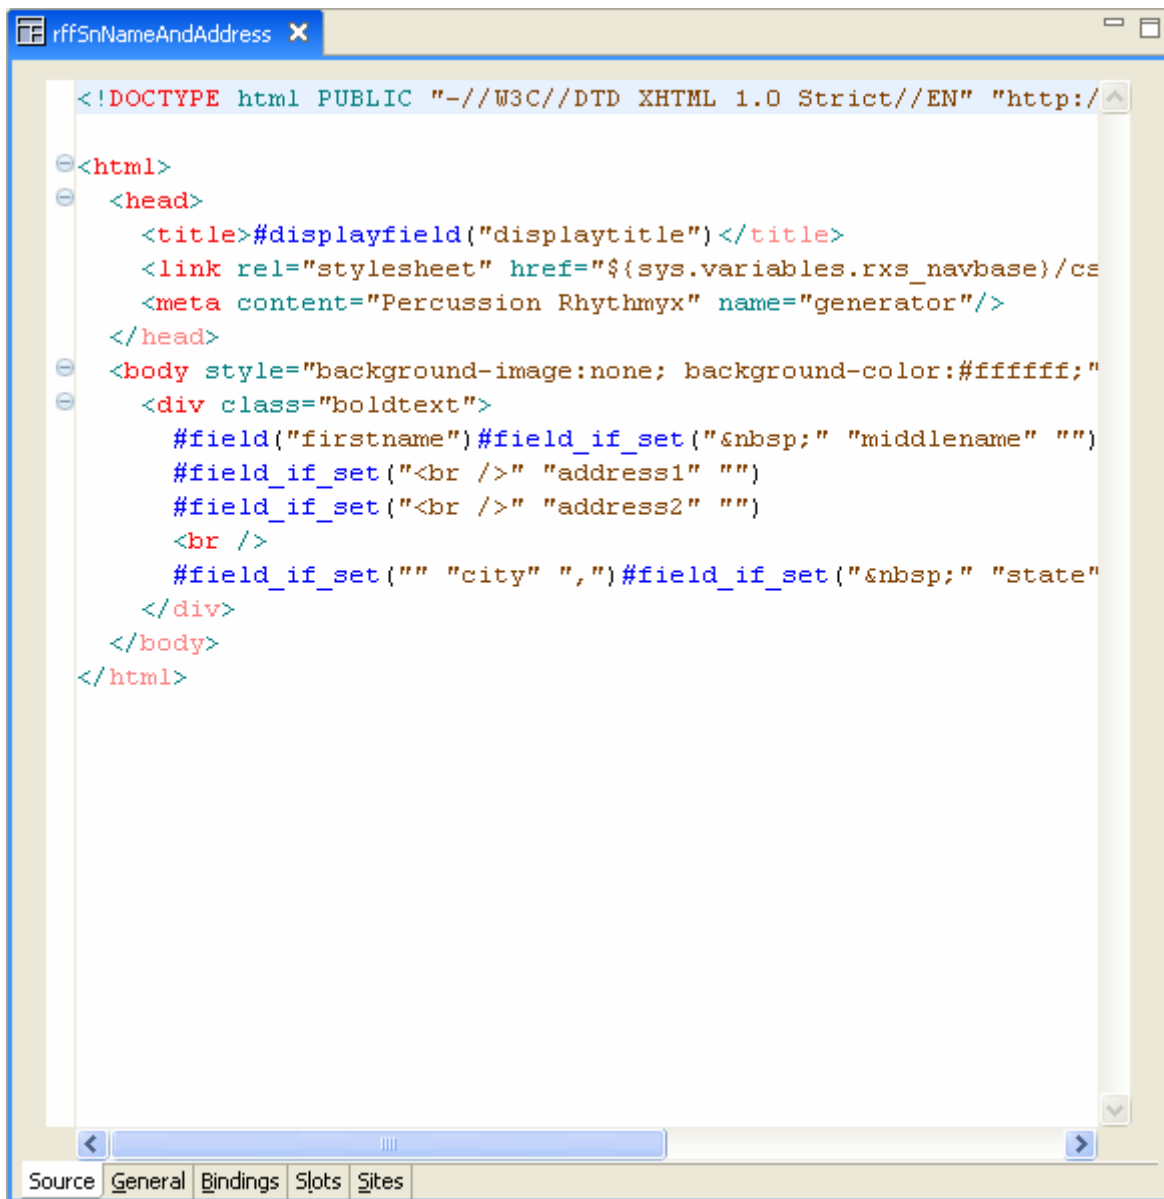 rffSnNameAndAddress
<!DOCTYPE html PUBLIC "-//W3C//DTD XHTML 1.0 Strict//EN" "http:/
<html>
<head>
<title>#displayfield("displaytitle")</title>
<link rel="stylesheet" href="${sys.variables.rxs_navbase}/cs
<meta content="Percussion Rhythmyx" name="generator"/>
</head>
<body style="background-image:none; background-color:#ffffff;"
<div class="boldtext">
#field("firstname")#field_if_set("&nbsp;" "middlename" "")
#field_if_set("<br />" "address1" "")
#field_if_set("<br />" "address2" "")
<br />
#field_if_set("" "city" ",")#field_if_set("&nbsp;" "state"
</div>
</body>
</html>
Source General Bindings Slots Sites